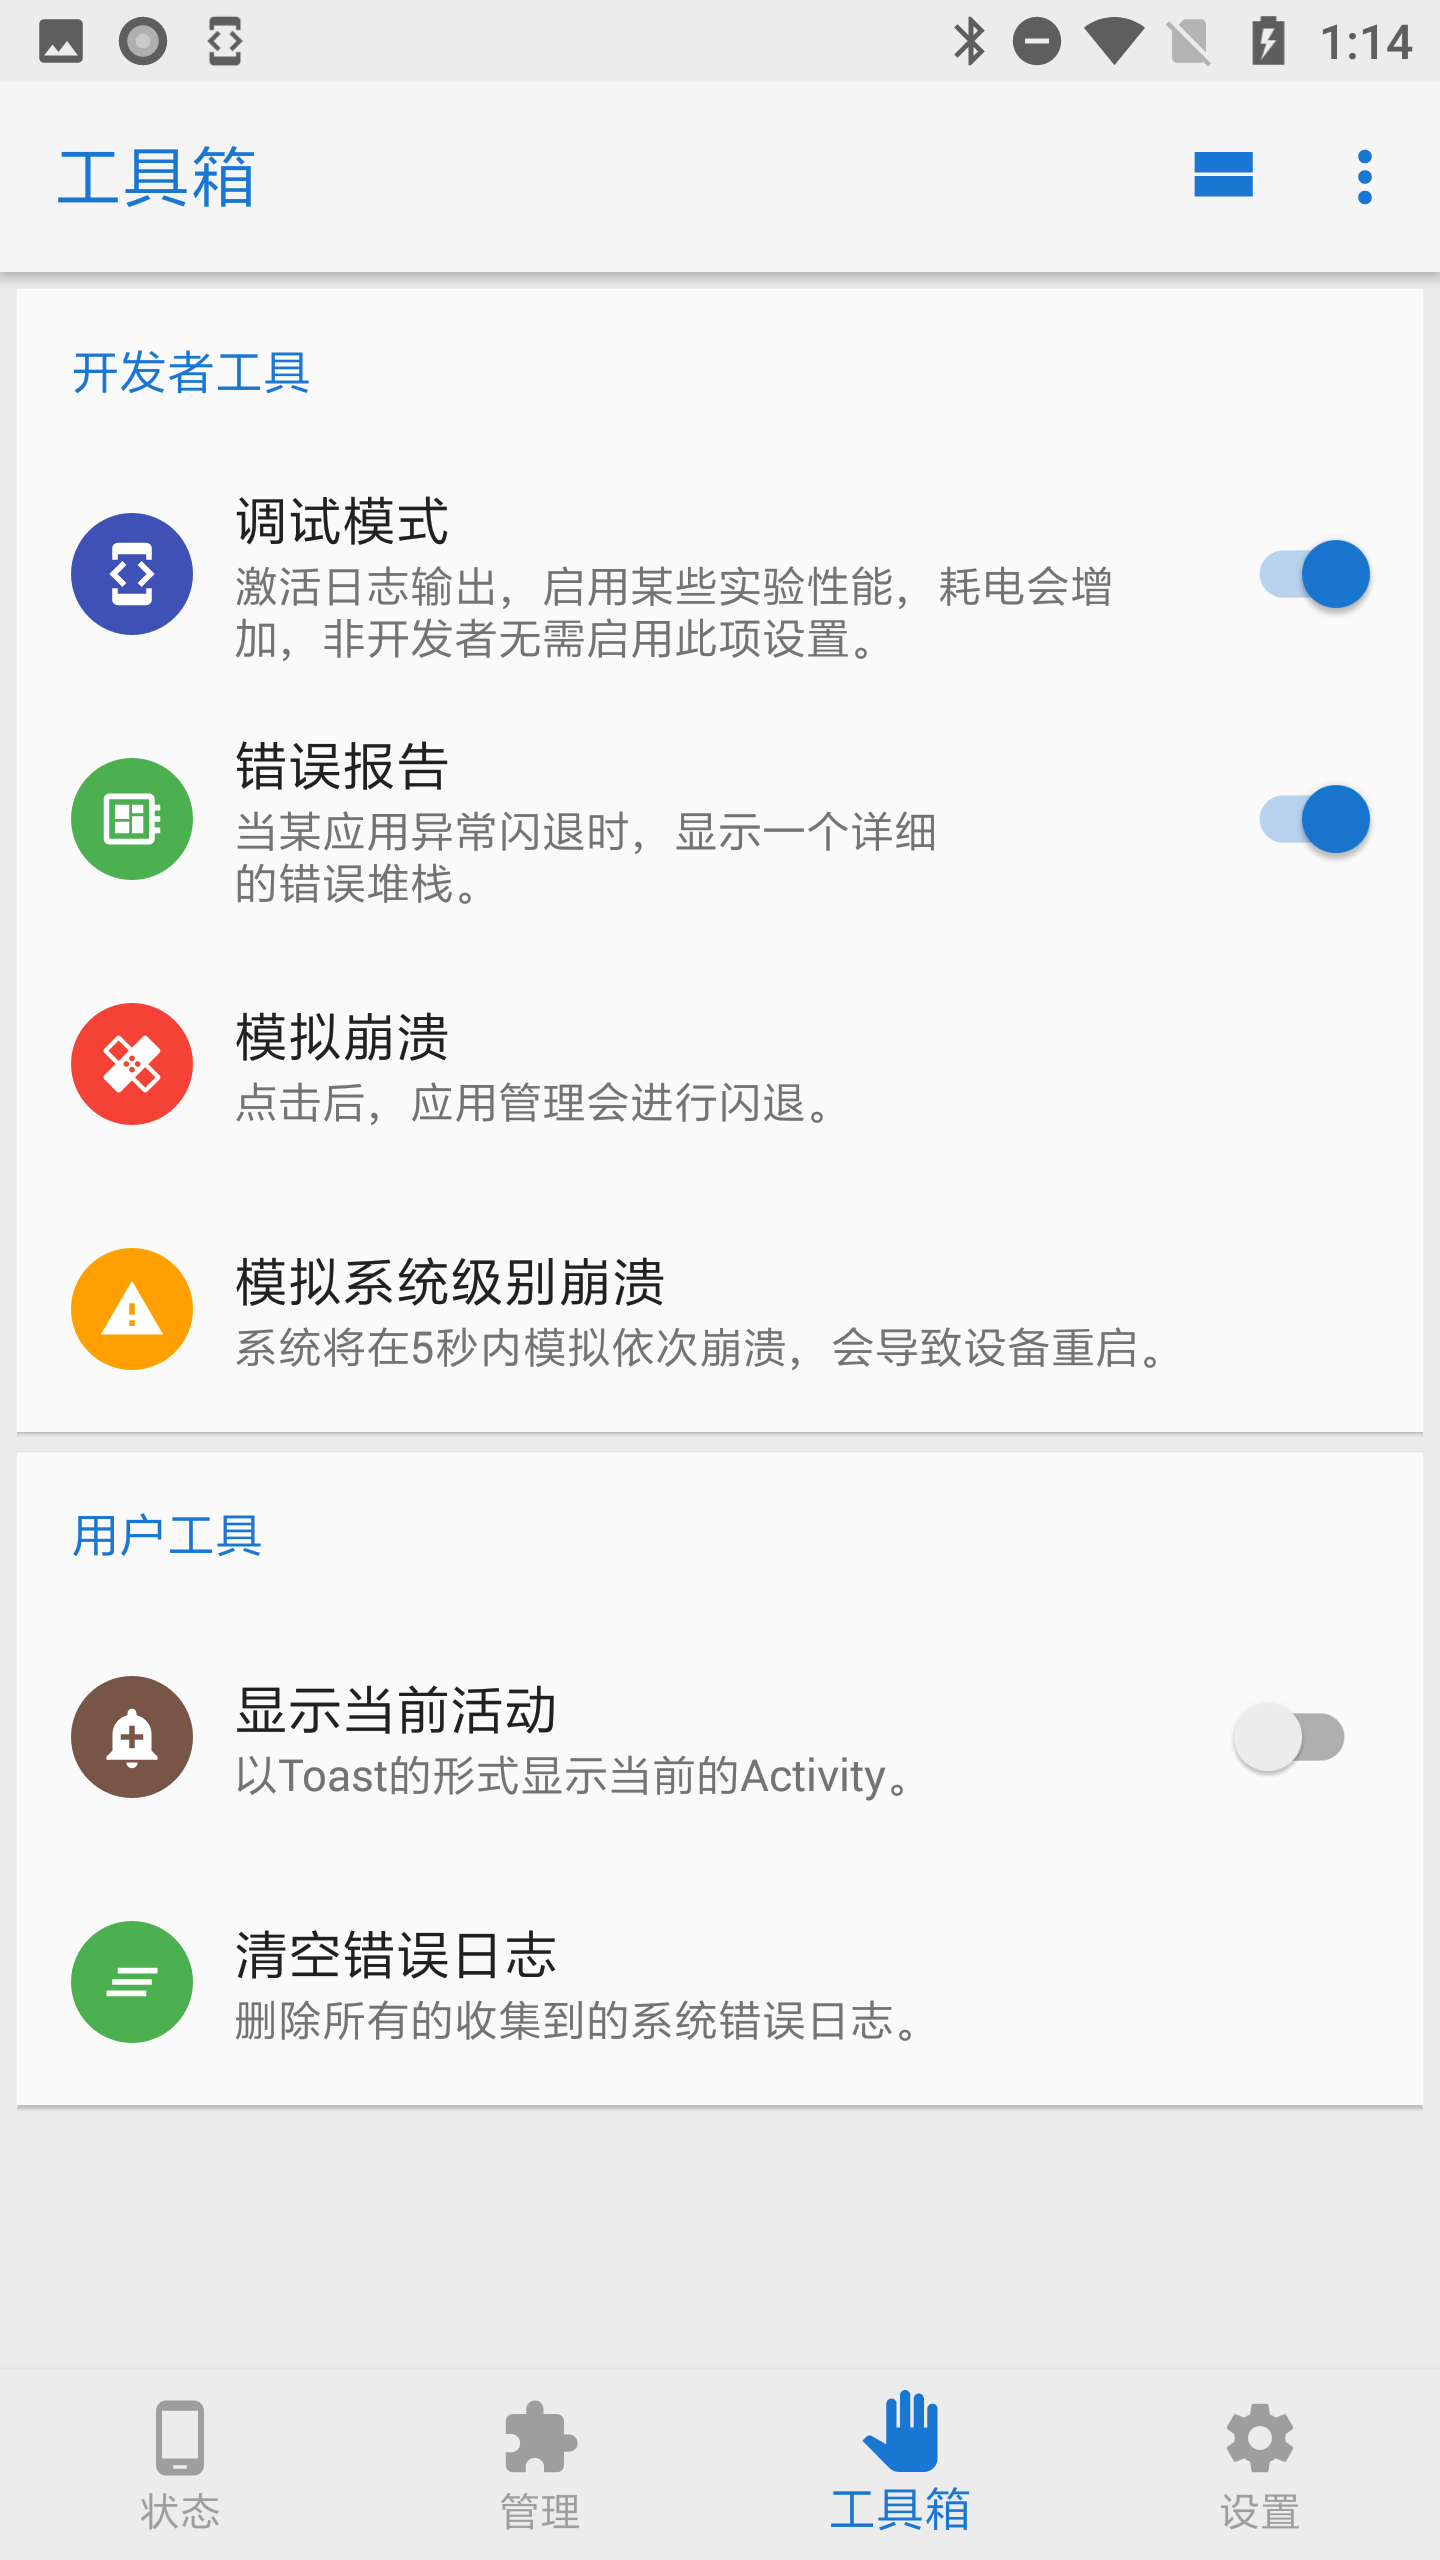 1:14
工具箱
开发者工具
调试模式
激活日志输出，启用某些实验性能，耗电会增
加，非开发者无需启用此项设置。
错误报告
当某应用异常闪退时，显示一个详细
的错误堆栈。
模拟崩溃
点击后，应用管理会进行闪退。
模拟系统级别崩溃
系统将在5秒内模拟依次崩溃，会导致设备重启。
用户工具
显示当前活动
以Toast的形式显示当前的Activity。
清空错误日志
删除所有的收集到的系统错误日志。
状态
管理
工具箱
设置